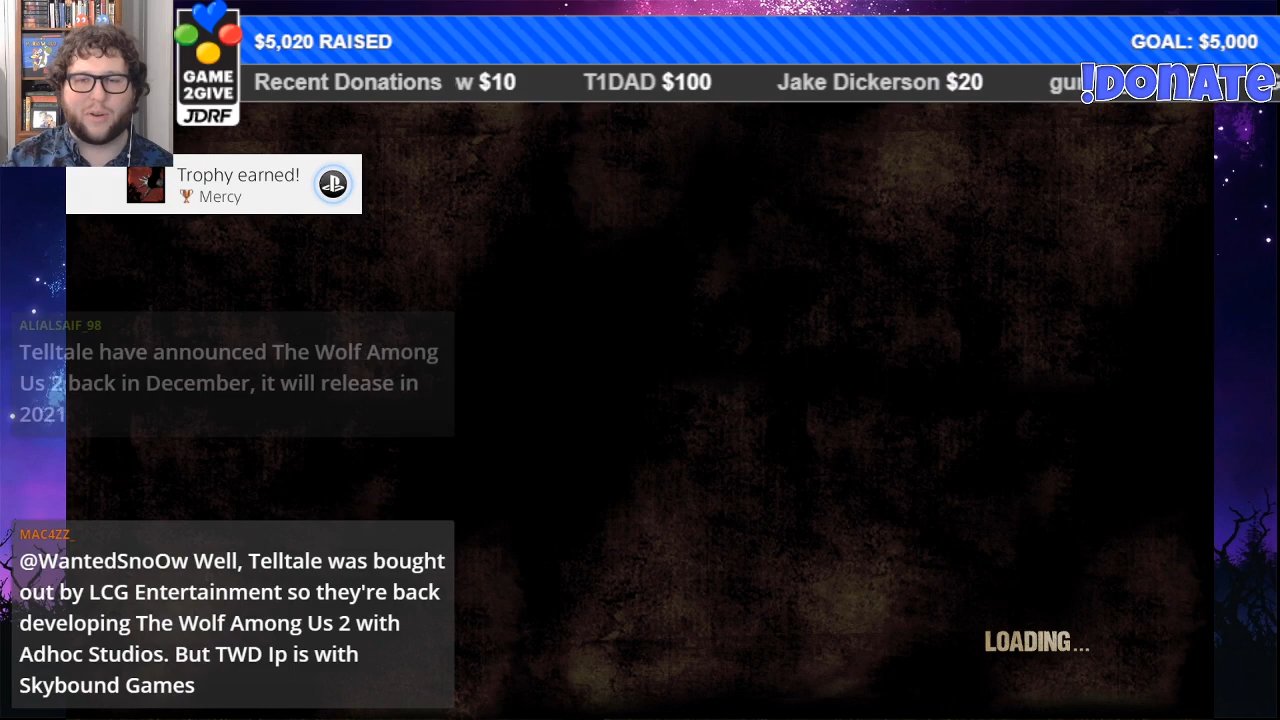 $5,020 RAISED
GOAL: $5,000
GAME
2GIVE
JDRF
Recent Donations w $10 T1DAD $100 Jake Dickerson $20
!DONATE
Trophy earned!
Mercy
ALIALSAIF_98
Telltale have announced The Wolf Among
Us 2 back in December, it will release in
2021
MAC4ZZ_
@WantedSnoOw Well, Telltale was bought
out by LCG Entertainment so they're back
developing The Wolf Among Us 2 with
Adhoc Studios. But TWD Ip is with
Skybound Games
LOADING...